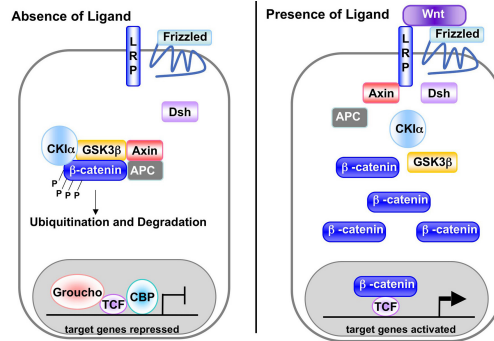 Absence of Ligand
LRP
Frizzled
Dsh
CKIα
GSK3β
Axin
β-catenin
APC
P
P
P
P
Ubiquitination and Degradation
Groucho
TCF
CBP
target genes repressed
Presence of Ligand
Wnt
LRP
Frizzled
Axin
Dsh
APC
CKIα
GSK3β
β -catenin
β -catenin
β -catenin
β -catenin
β -catenin
TCF
target genes activated